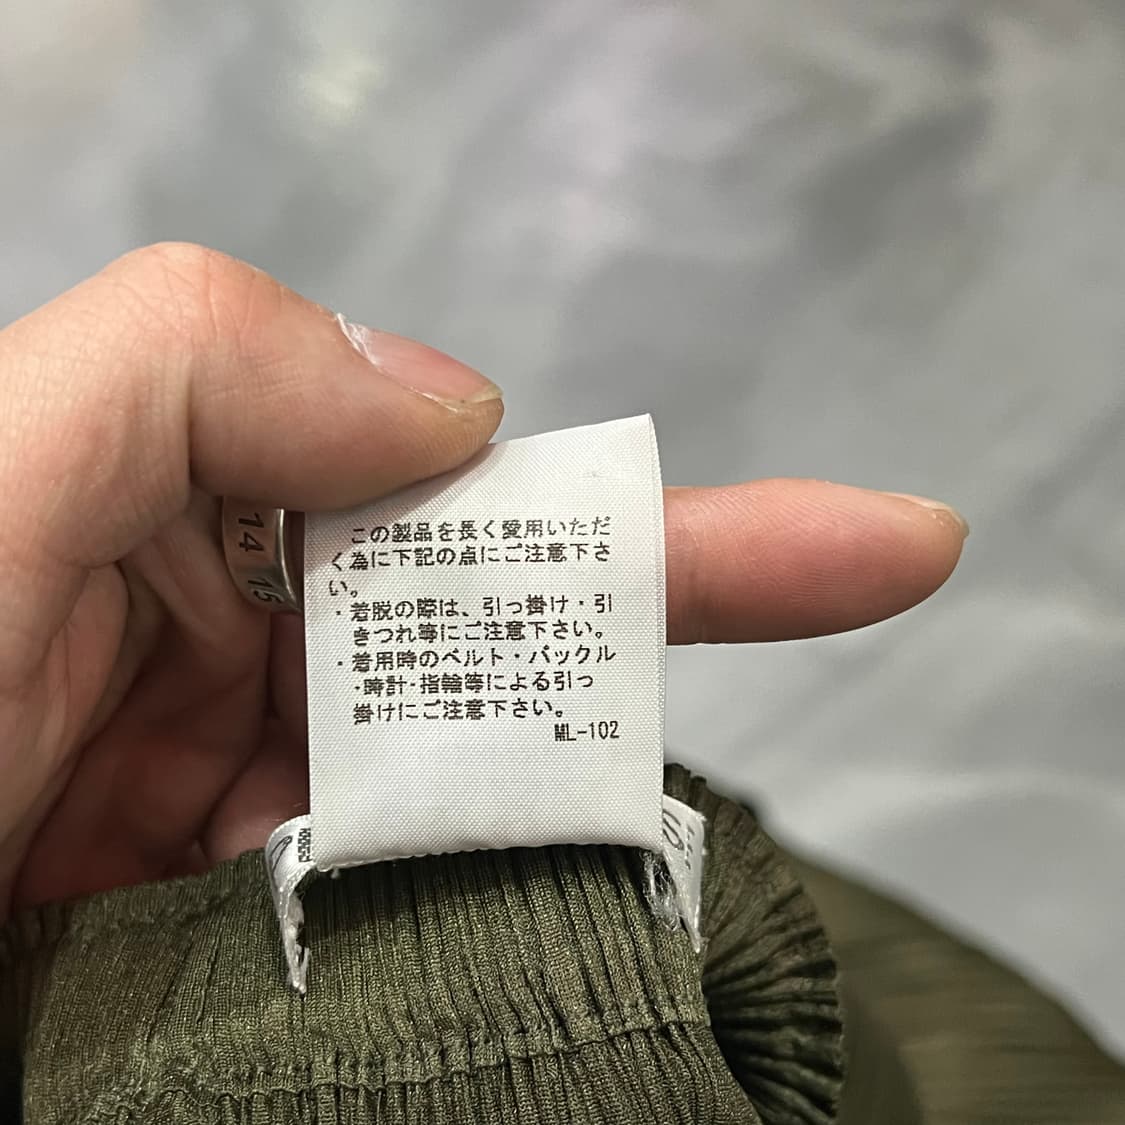 この製品を長く愛用いただ
く為に下記の点にご注意下さ
い。
・着脱の際は、引っ掛け・引
きつれ等にご注意下さい。
・着用時のベルト・バックル
・時計・指輪等による引っ
掛けにご注意下さい。
ML-102
14 15